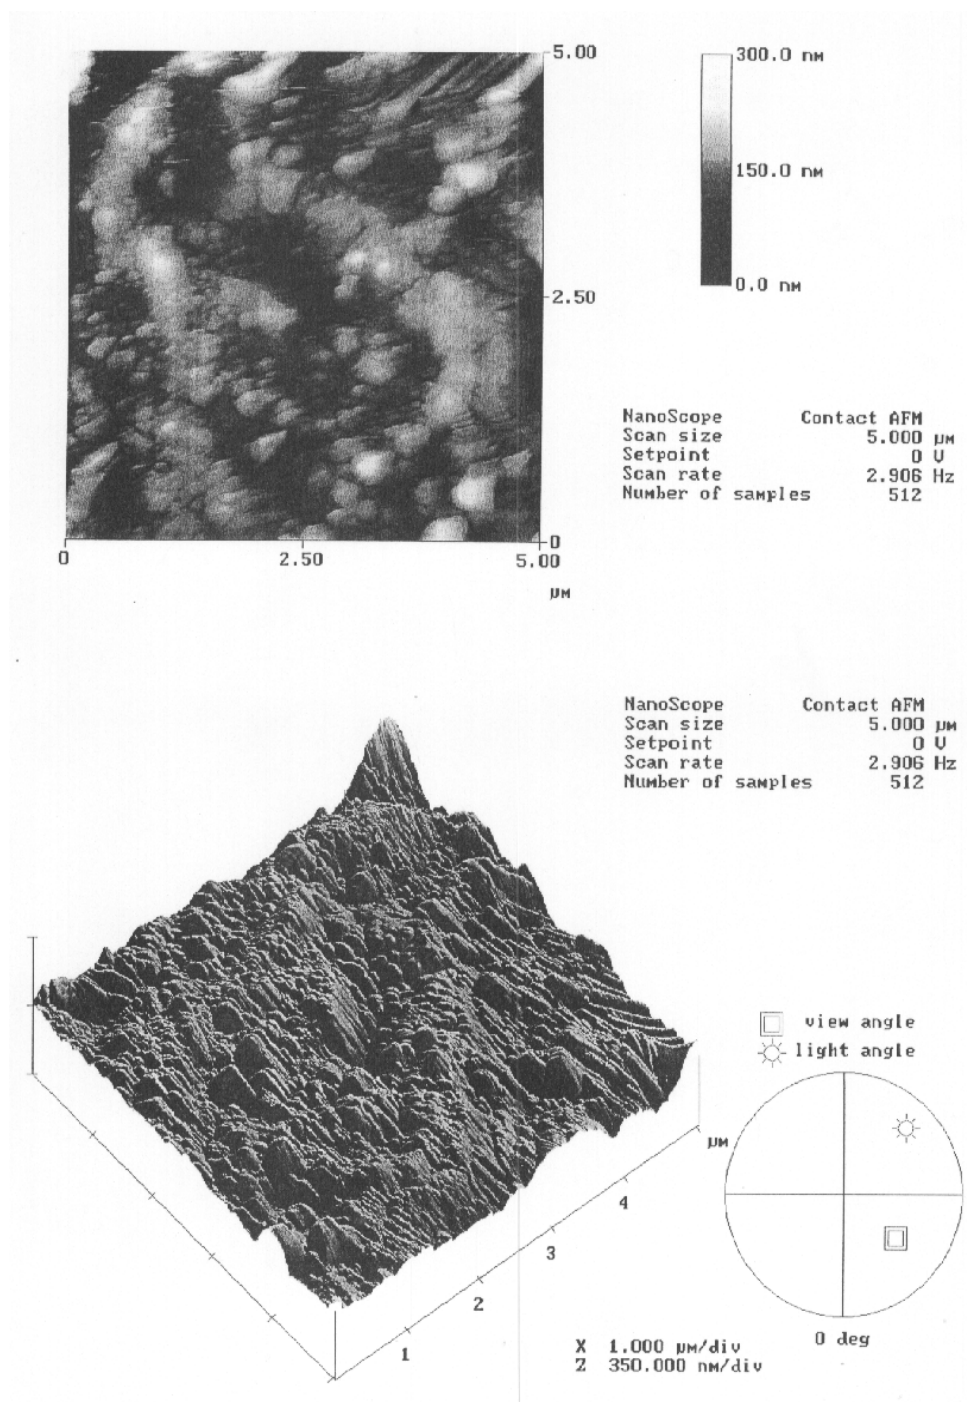 5.00
300.0 nm
150.0 nm
0.0 nm
2.50
NanoScope Contact AFM
Scan size 5.000 µm
Setpoint 0 V
Scan rate 2.906 Hz
Number of samples 512
0
0 2.50 5.00
µm
NanoScope Contact AFM
Scan size 5.000 µm
Setpoint 0 V
Scan rate 2.906 Hz
Number of samples 512
view angle
light angle
µm
4
3
2
1
0 deg
X 1.000 µm/div
Z 350.000 nm/div